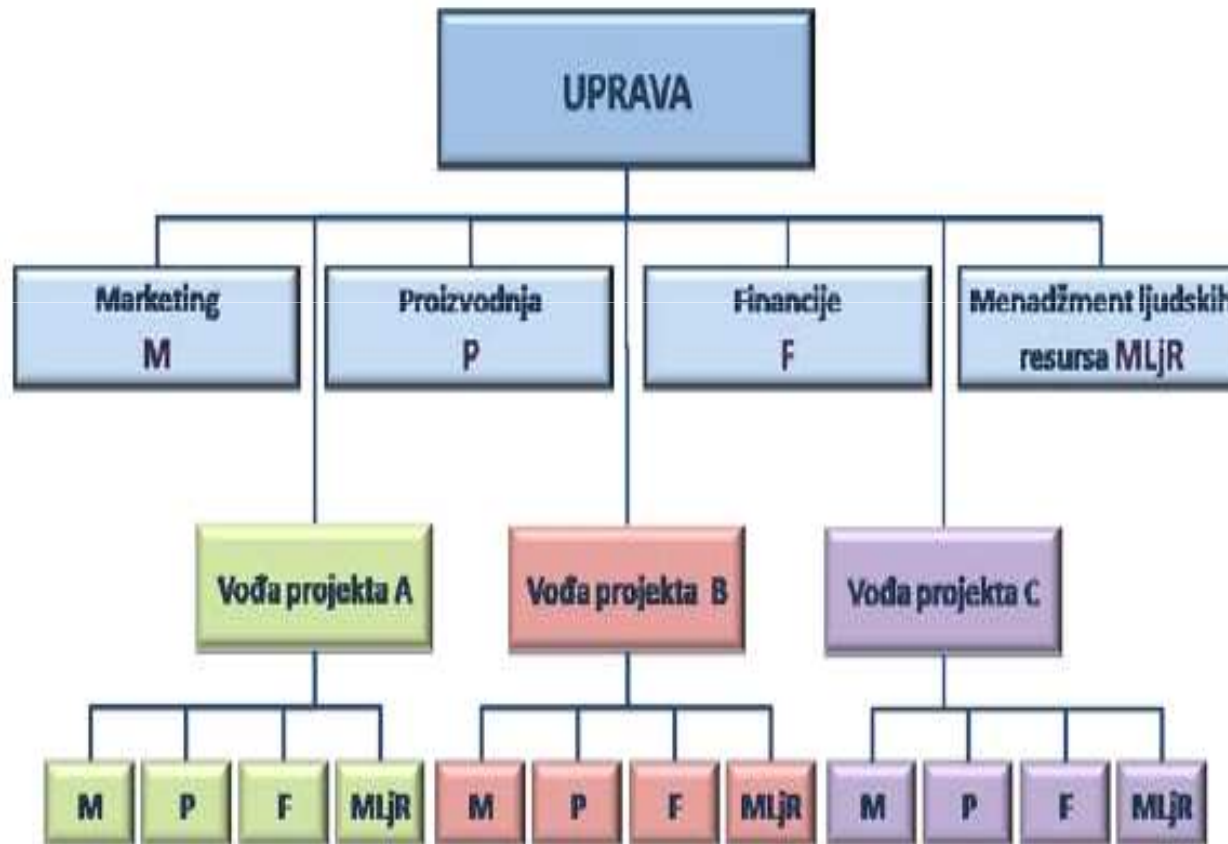 UPRAVA
Marketing
M
Proizvodnja
P
Financije
F
Menadžment ljudskih
resursa MLjR
Vođa projekta A
Vođa projekta B
Vođa projekta C
M P F MLjR M P F MLjR M P F MLjR